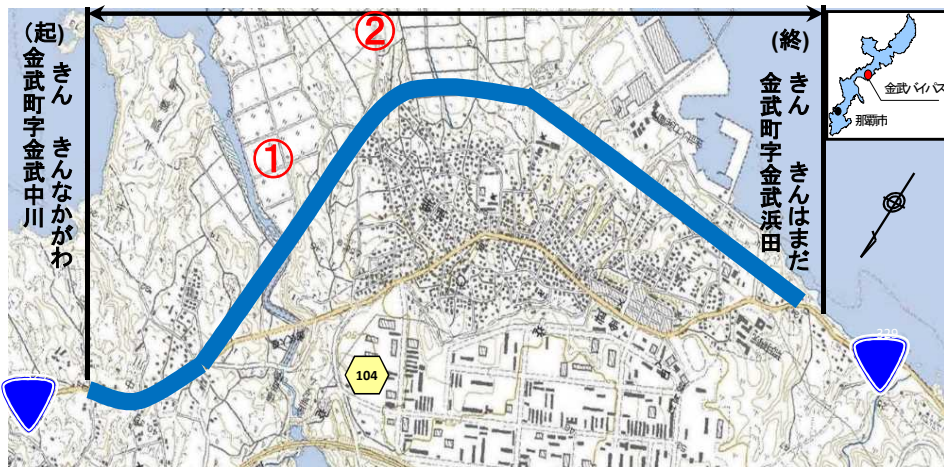 (起)
きん きんなかがわ
金武町字金武中川
①
②
(終)
きん きんはまだ
金武町字金武浜田
金武バイパス
那覇市
104
329